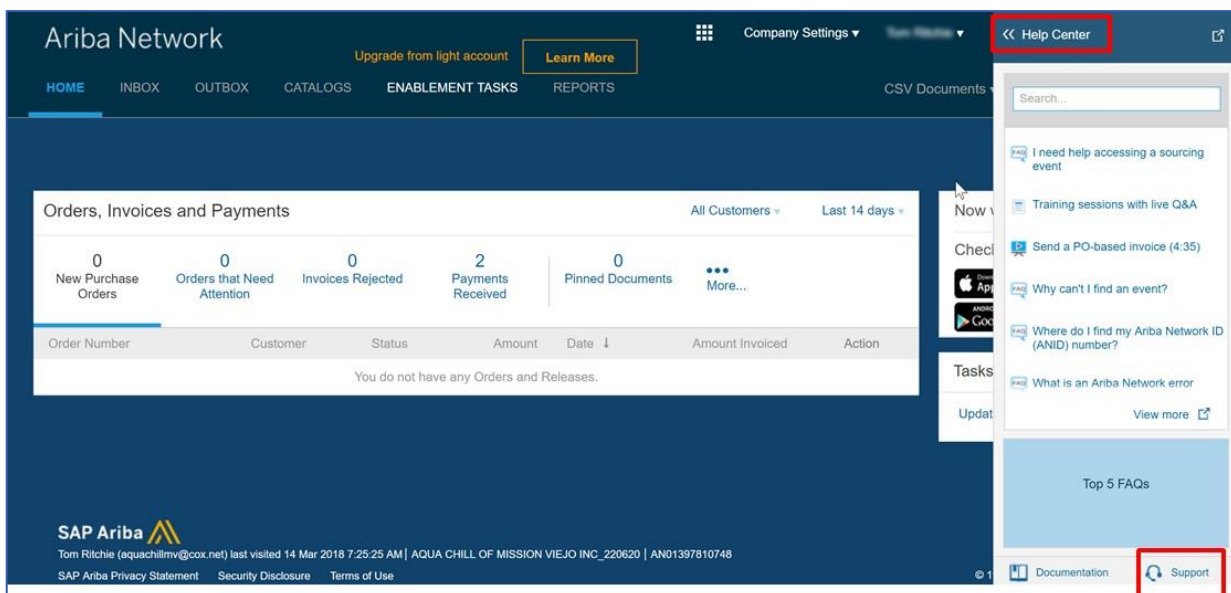 Ariba Network
Upgrade from light account
Learn More
Company Settings
Help Center
HOME INBOX OUTBOX CATALOGS ENABLEMENT TASKS REPORTS
CSV Documents
Search...
I need help accessing a sourcing
event
Training sessions with live Q&A
Send a PO-based invoice (4:35)
Why can't I find an event?
Where do I find my Ariba Network ID
(ANID) number?
What is an Ariba Network error
View more
Top 5 FAQs
Documentation
Support
Orders, Invoices and Payments
All Customers
Last 14 days
0
New Purchase
Orders
0
Orders that Need
Attention
0
Invoices Rejected
2
Payments
Received
0
Pinned Documents
More...
Order Number Customer Status Amount Date ↓ Amount Invoiced Action
You do not have any Orders and Releases.
Now
Tasks
SAP Ariba
Tom Ritchie (aquachillmv@cox.net) last visited 14 Mar 2018 7:25:25 AM | AQUA CHILL OF MISSION VIEJO INC_220620 | AN01397810748
SAP Ariba Privacy Statement Security Disclosure Terms of Use